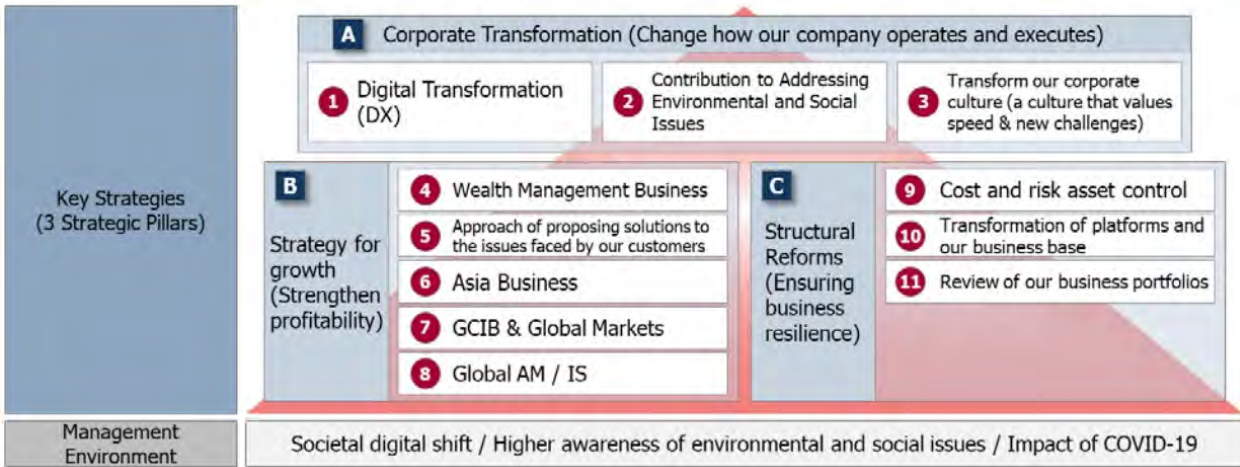 Key Strategies
(3 Strategic Pillars)
A Corporate Transformation (Change how our company operates and executes)
1 Digital Transformation
(DX)
2 Contribution to Addressing
Environmental and Social
Issues
3 Transform our corporate
culture (a culture that values
speed & new challenges)
B
Strategy for
growth
(Strengthen
profitability)
4 Wealth Management Business
5 Approach of proposing solutions to
the issues faced by our customers
6 Asia Business
7 GCIB & Global Markets
8 Global AM / IS
C
Structural
Reforms
(Ensuring
business
resilience)
9 Cost and risk asset control
10 Transformation of platforms and
our business base
11 Review of our business portfolios
Management
Environment
Societal digital shift / Higher awareness of environmental and social issues / Impact of COVID-19